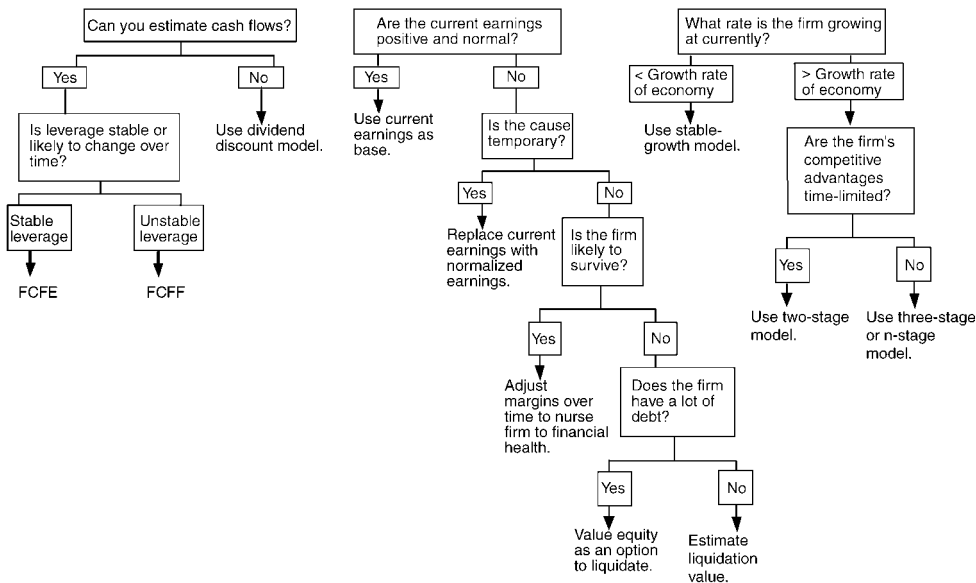 Can you estimate cash flows?
Yes
No
Is leverage stable or
likely to change over
time?
Use dividend
discount model.
Stable
leverage
Unstable
leverage
FCFE
FCFF
Are the current earnings
positive and normal?
Yes
No
Use current
earnings as
base.
Is the cause
temporary?
Yes
No
Replace current
earnings with
normalized
earnings.
Is the firm
likely to
survive?
Yes
No
Adjust
margins over
time to nurse
firm to financial
health.
Does the firm
have a lot of
debt?
Yes
No
Value equity
as an option
to liquidate.
Estimate
liquidation
value.
What rate is the firm growing
at currently?
< Growth rate
of economy
> Growth rate
of economy
Use stable-
growth model.
Are the firm's
competitive
advantages
time-limited?
Yes
No
Use two-stage
model.
Use three-stage
or n-stage
model.